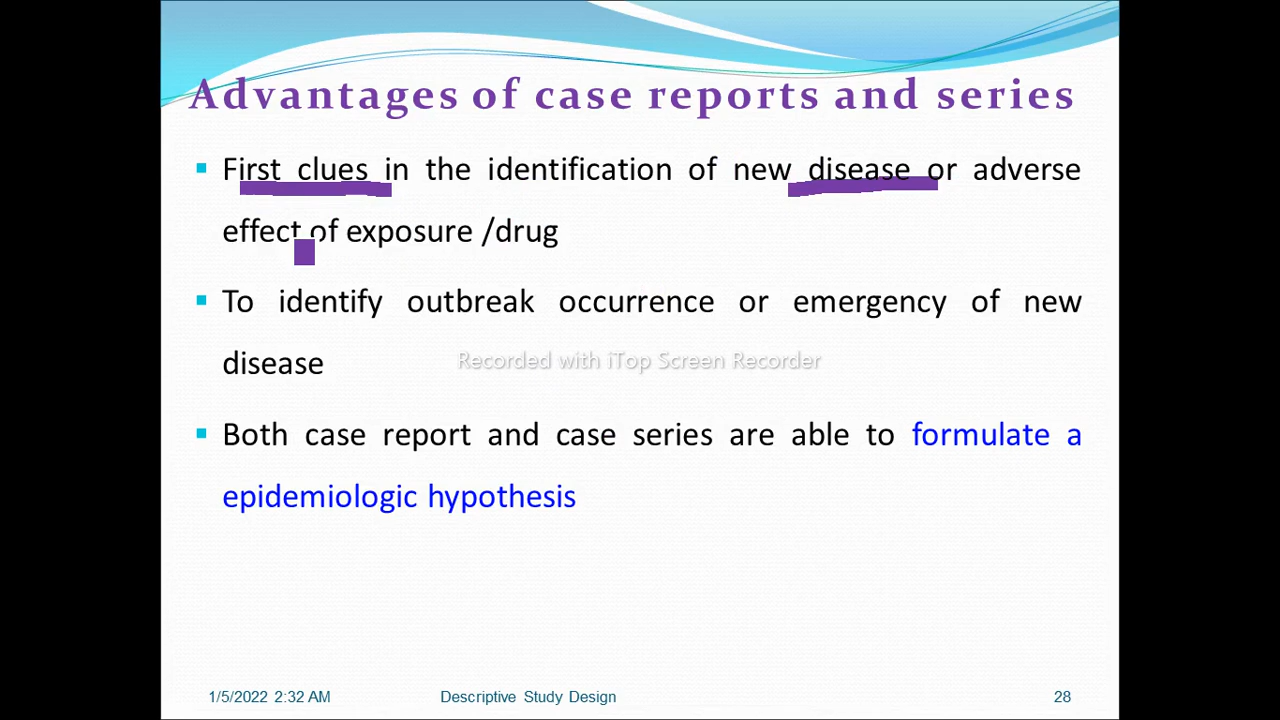 Advantages of case reports and series
▪ First clues in the identification of new disease or adverse
effect of exposure /drug
▪ To identify outbreak occurrence or emergency of new
disease
Recorded with iTop Screen Recorder
▪ Both case report and case series are able to formulate a
epidemiologic hypothesis
1/5/2022 2:32 AM
Descriptive Study Design
28